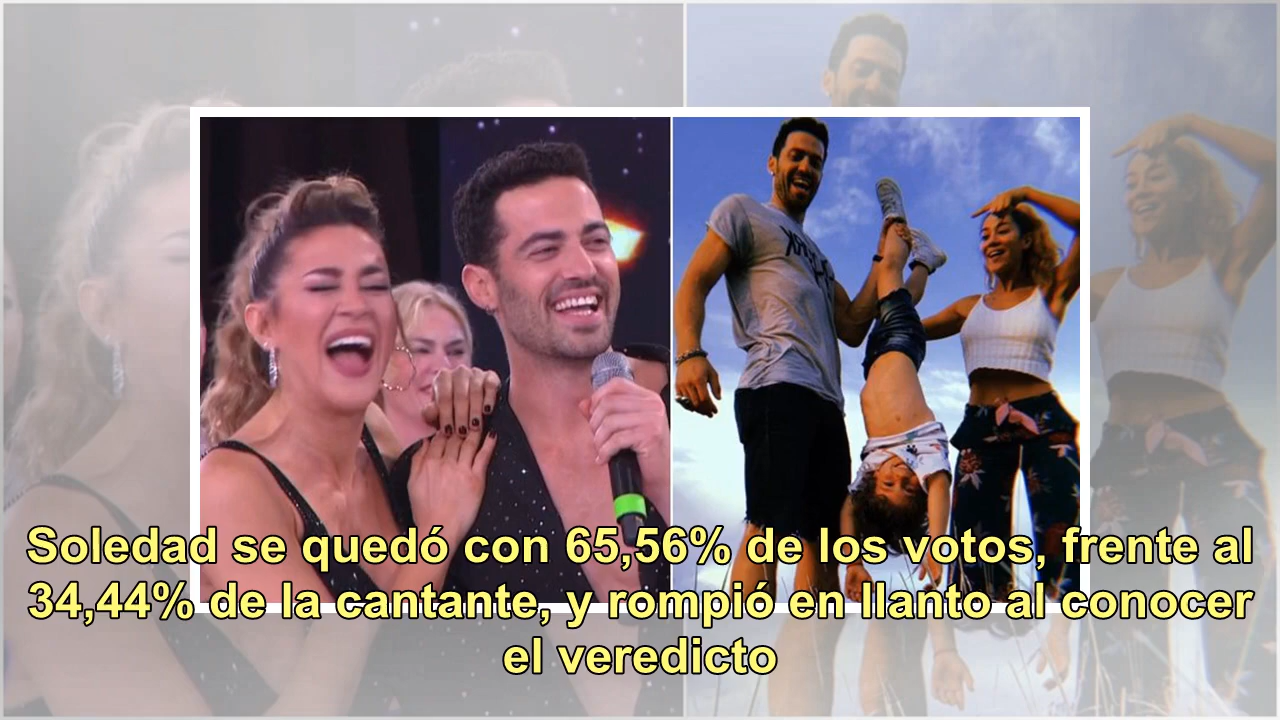 Soledad se quedó con 65,56% de los votos, frente al
34,44% de la cantante, y rompió en llanto al conocer
el veredicto